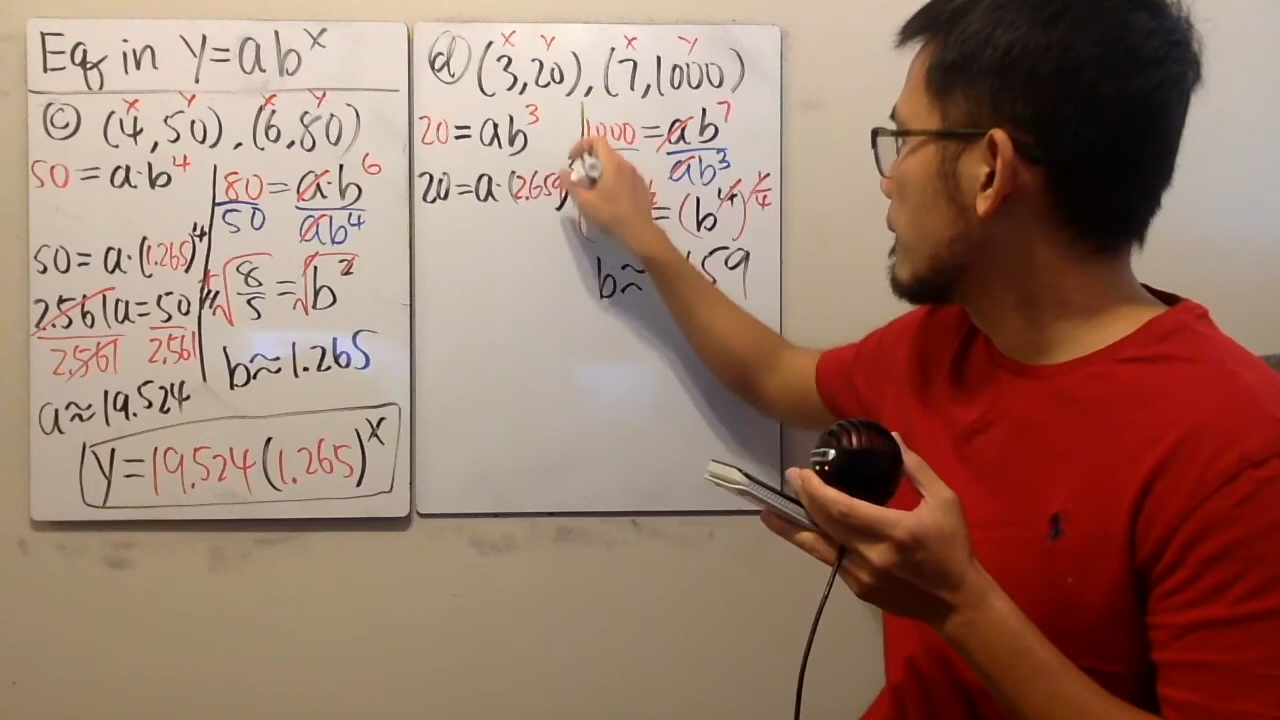 Eq in y=ab^x
ⓒ (4,50), (6,80)
x y x y
50 = a·b^4
80/50 = a·b^6/ab^4
50 = a·(1.265)^4
√8/5 = √b^2
2.561a = 50
2.561 2.561
b≈1.265
a≈19.524
y=19.524(1.265)^x
ⓓ (3,20), (7,1000)
x y x y
20 = ab^3
1000 = ab^7
ab^3
20 = a·(2.659)
= (b^4)^1/4
b≈ 659